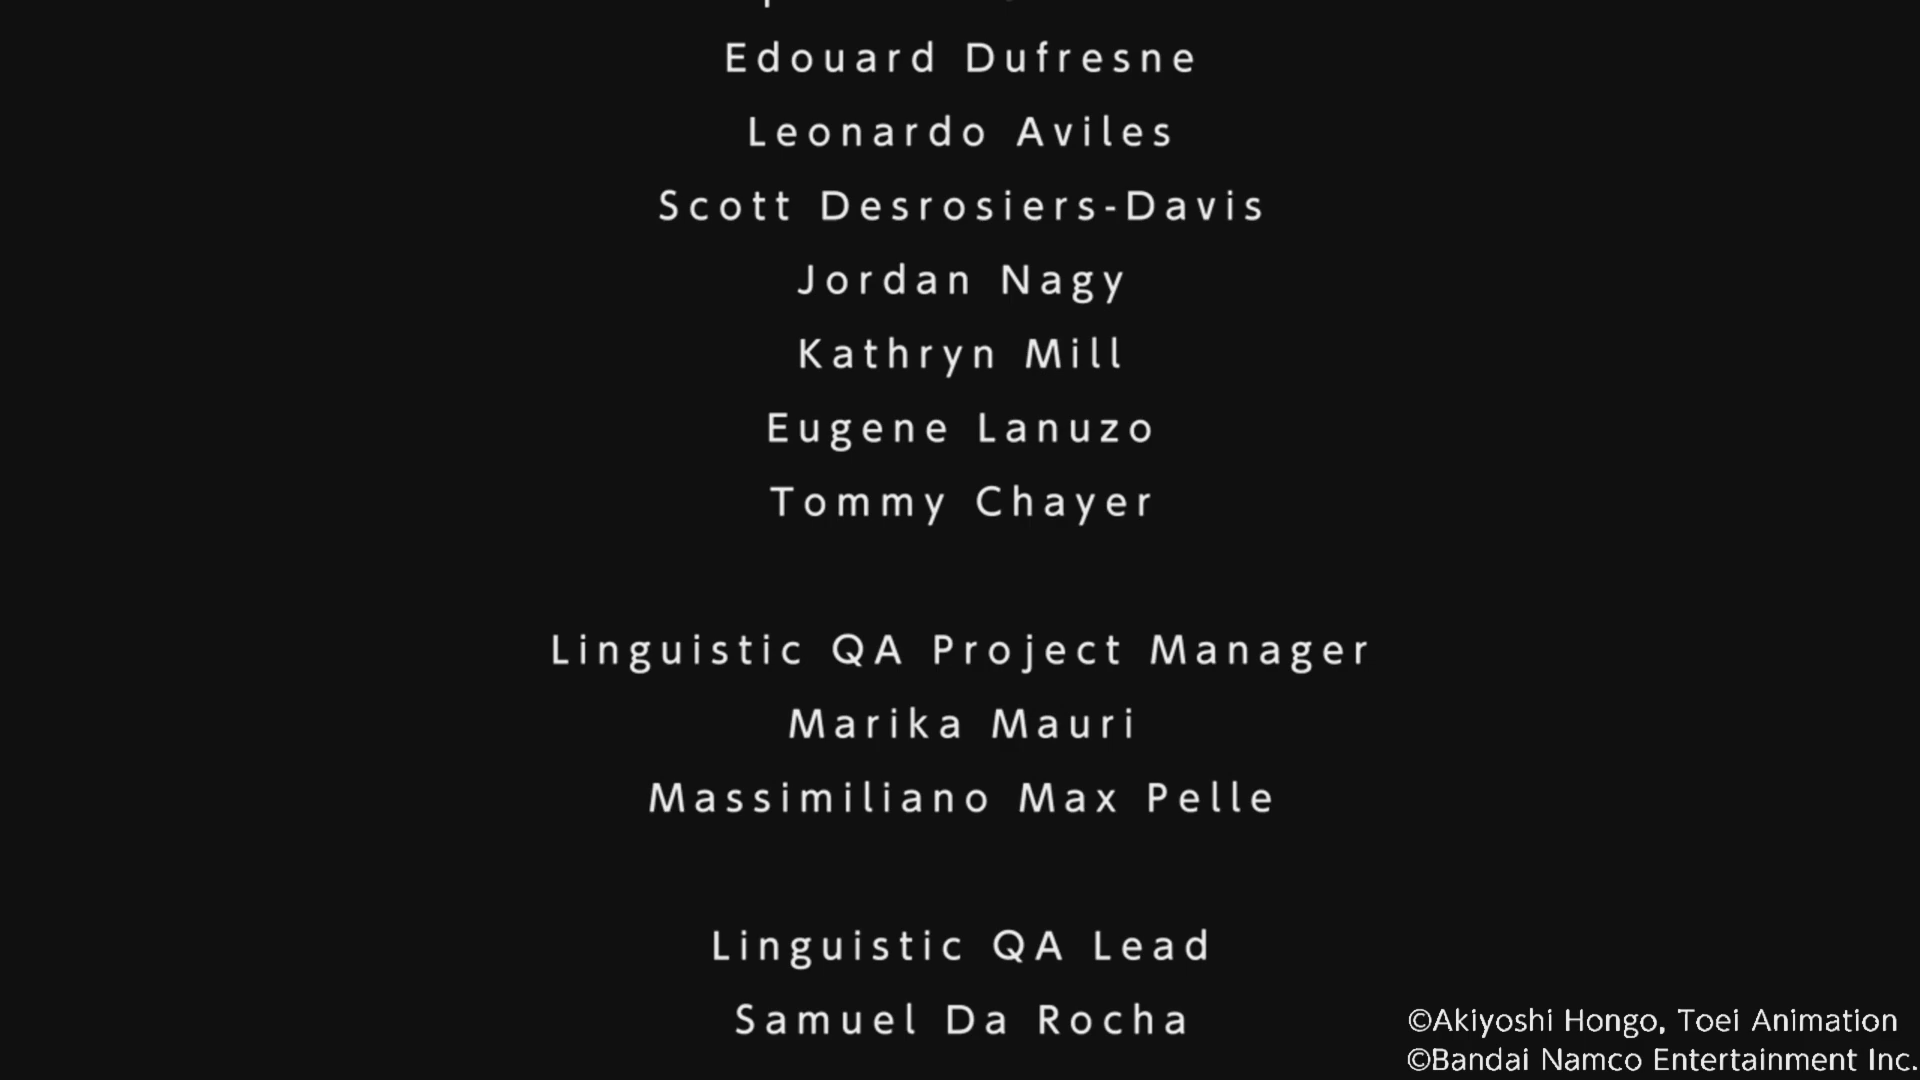 Edouard Dufresne
Leonardo Aviles
Scott Desrosiers-Davis
Jordan Nagy
Kathryn Mill
Eugene Lanuzo
Tommy Chayer
Linguistic QA Project Manager
Marika Mauri
Massimiliano Max Pelle
Linguistic QA Lead
Samuel Da Rocha
©Akiyoshi Hongo, Toei Animation
©Bandai Namco Entertainment Inc.